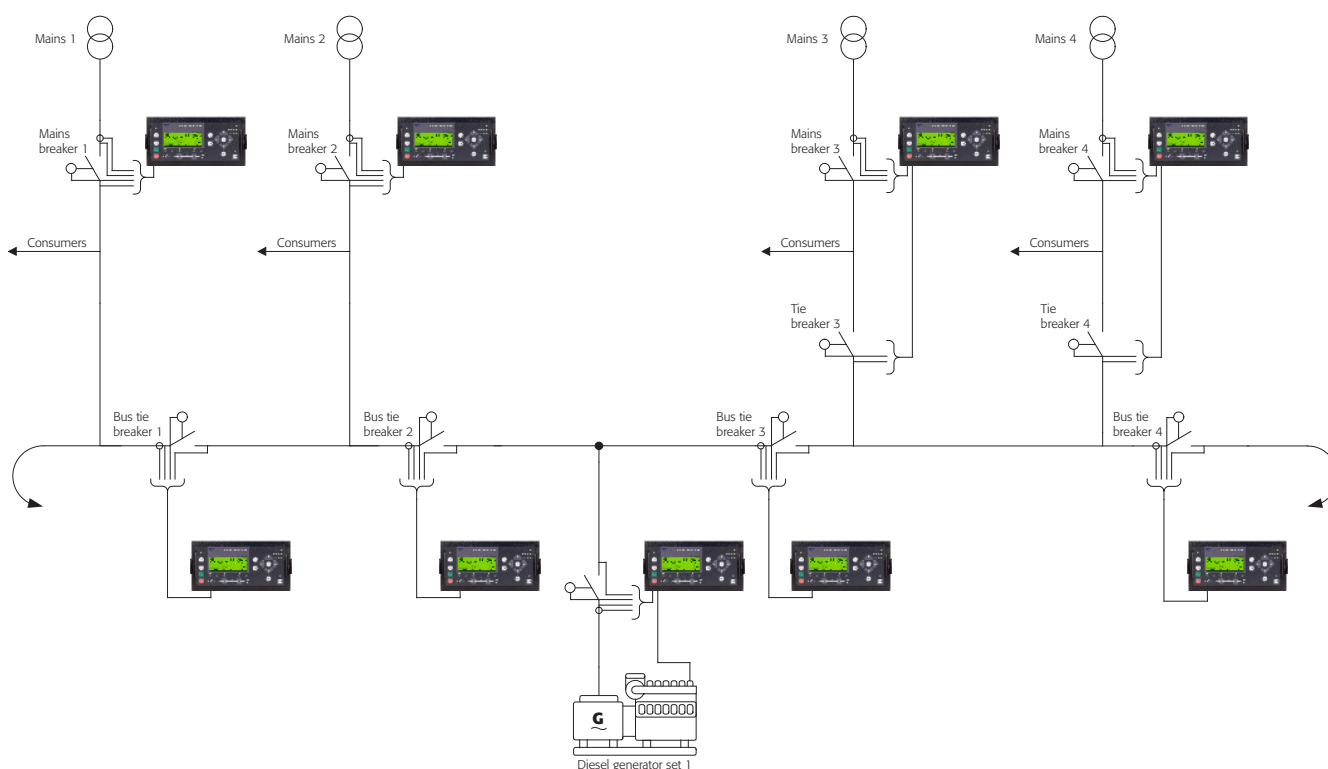 Mains 1
Mains 2
Mains 3
Mains 4
Mains
breaker 1
Mains
breaker 2
Mains
breaker 3
Mains
breaker 4
Consumers
Consumers
Consumers
Consumers
Tie
breaker 3
Tie
breaker 4
Bus tie
breaker 1
Bus tie
breaker 2
Bus tie
breaker 3
Bus tie
breaker 4
G
~
Diesel generator set 1